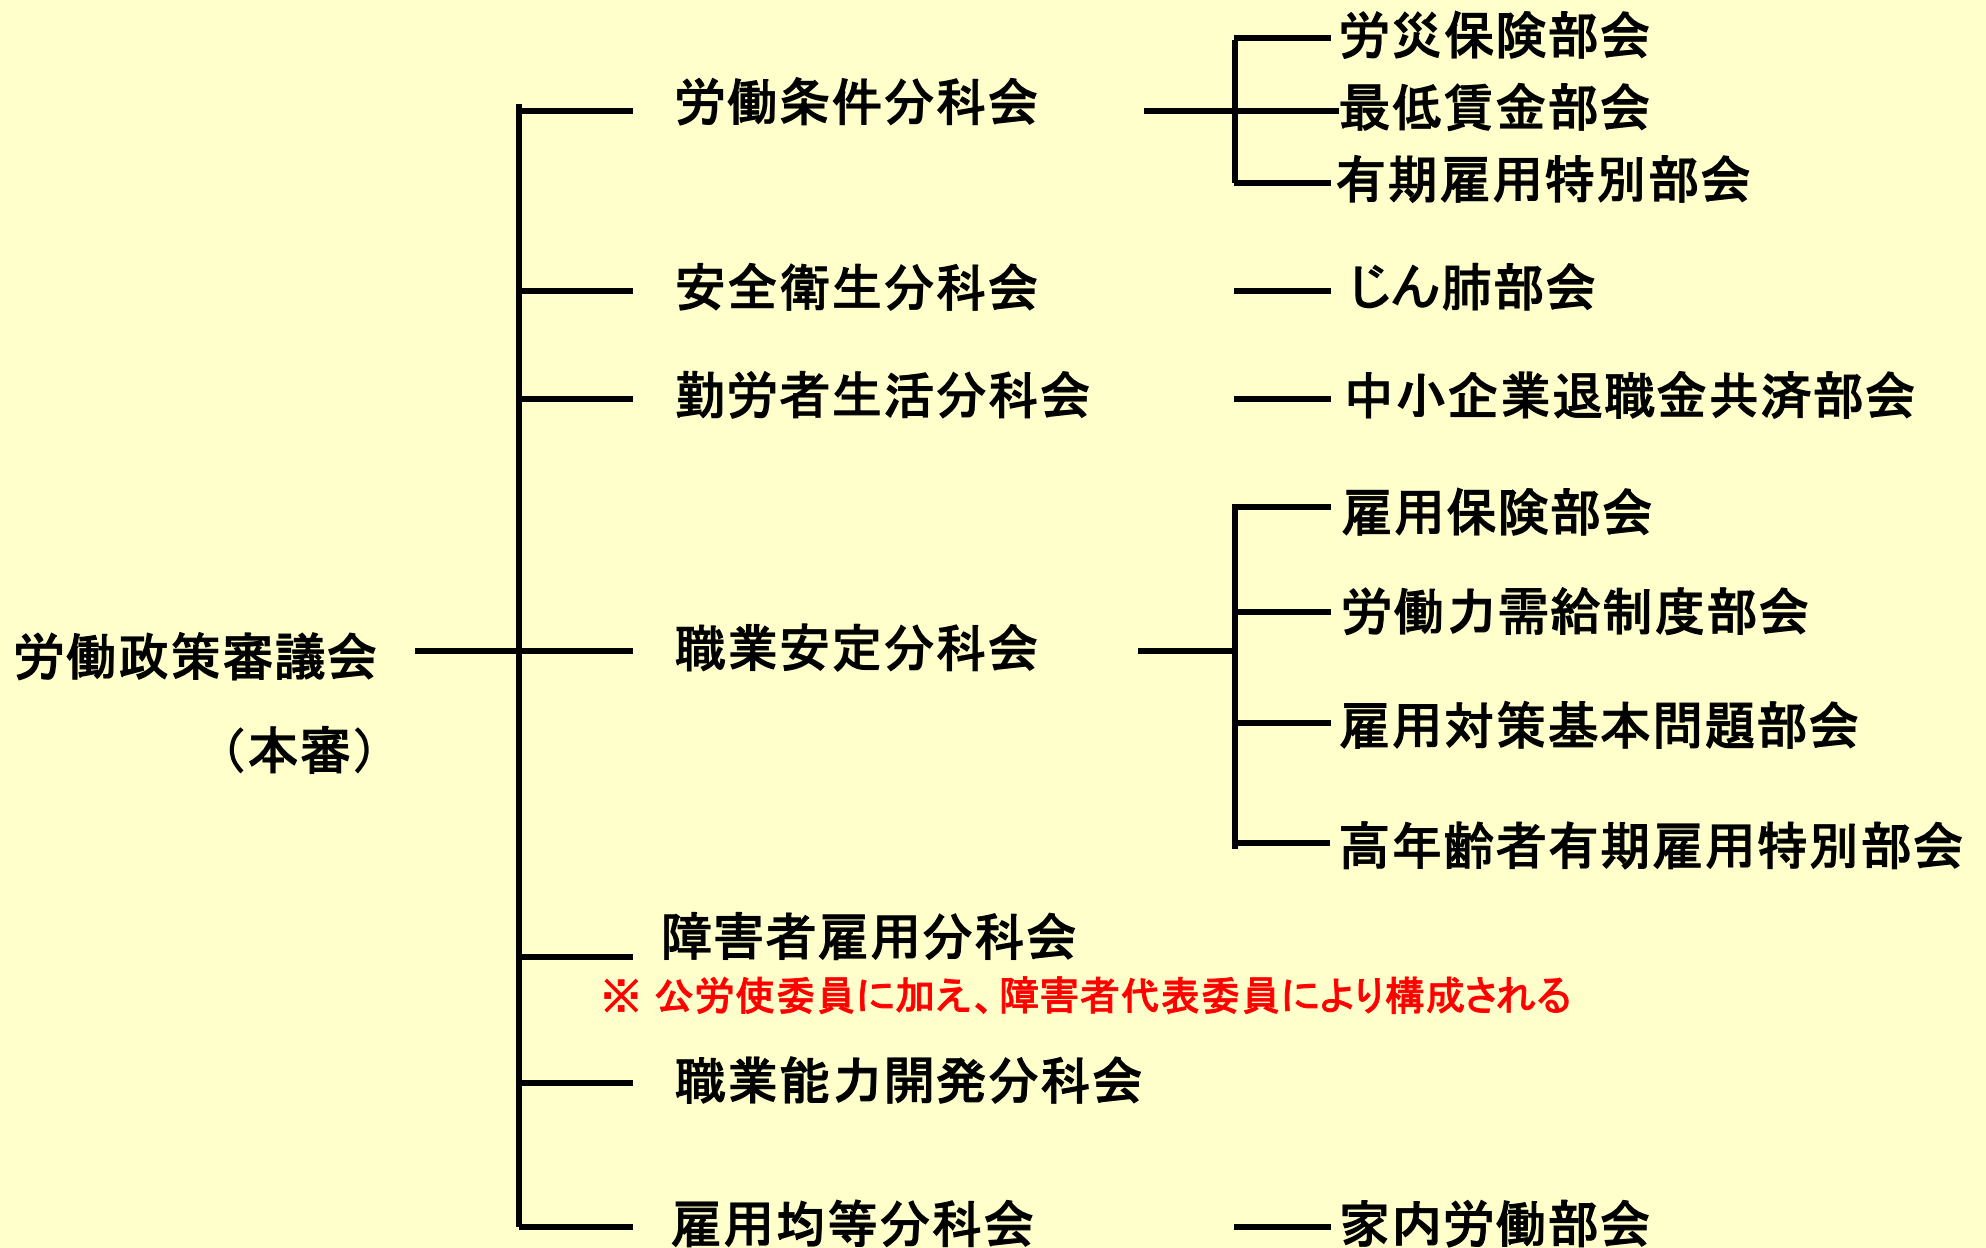 労働政策審議会
（本審）
労働条件分科会
労災保険部会
最低賃金部会
有期雇用特別部会
安全衛生分科会
じん肺部会
勤労者生活分科会
中小企業退職金共済部会
職業安定分科会
雇用保険部会
労働力需給制度部会
雇用対策基本問題部会
高年齢者有期雇用特別部会
障害者雇用分科会
※ 公労使委員に加え、障害者代表委員により構成される
職業能力開発分科会
雇用均等分科会
家内労働部会